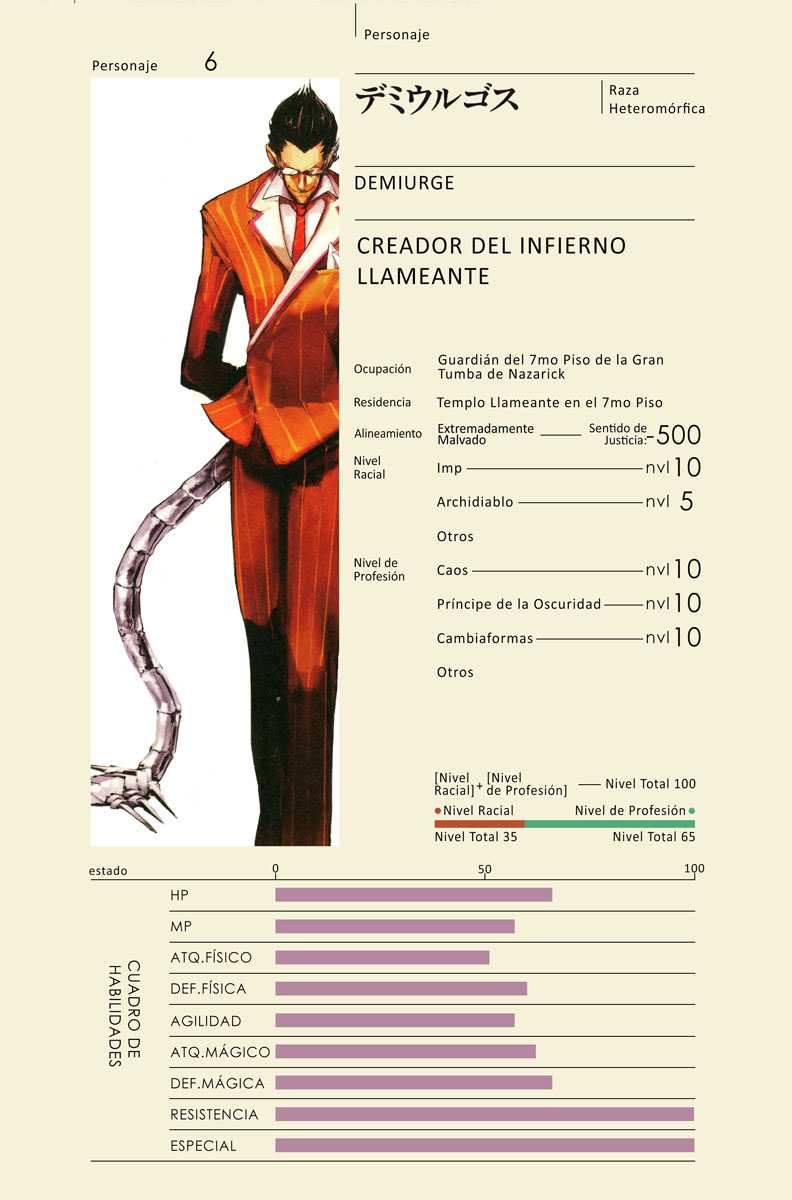 Personaje
Personaje 6
デミウルゴス
Raza
Heteromórfica
DEMIURGE
CREADOR DEL INFIERNO
LLAMEANTE
Ocupación
Guardián del 7mo Piso de la Gran
Tumba de Nazarick
Residencia
Templo Llameante en el 7mo Piso
Alineamiento
Extremadamente
Malvado
Sentido de
Justicia:
-500
Nivel
Racial
Imp nvl 10
Archidiablo nvl 5
Otros
Nivel de
Profesión
Caos nvl 10
Príncipe de la Oscuridad nvl 10
Cambiaformas nvl 10
Otros
[Nivel
Racial]
+
[Nivel
de Profesión]
Nivel Total 100
Nivel Racial
Nivel de Profesión
Nivel Total 35
Nivel Total 65
estado
0 50 100
CUADRO DE
HABILIDADES
HP
MP
ATQ.FÍSICO
DEF.FÍSICA
AGILIDAD
ATQ.MÁGICO
DEF.MÁGICA
RESISTENCIA
ESPECIAL